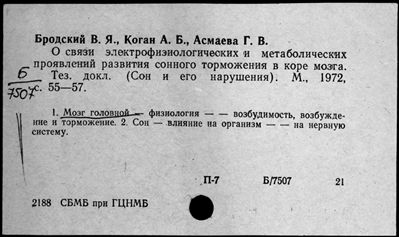 Бродский В. Я., Коган А. Б., Асмаева Г. В.
О связи электрофизиологических и метаболических
проявлений развития сонного торможения в коре мозга.
Б
7507
Тез. докл. (Сон и его нарушения). М., 1972,
с. 55—57.
1. Мозг головной — физиология — — возбудимость, возбужде-
ние и торможение. 2. Сон — влияние на организм — — на нервную
систему.
П-7 Б/7507 21
2188 СБМБ при ГЦНМБ